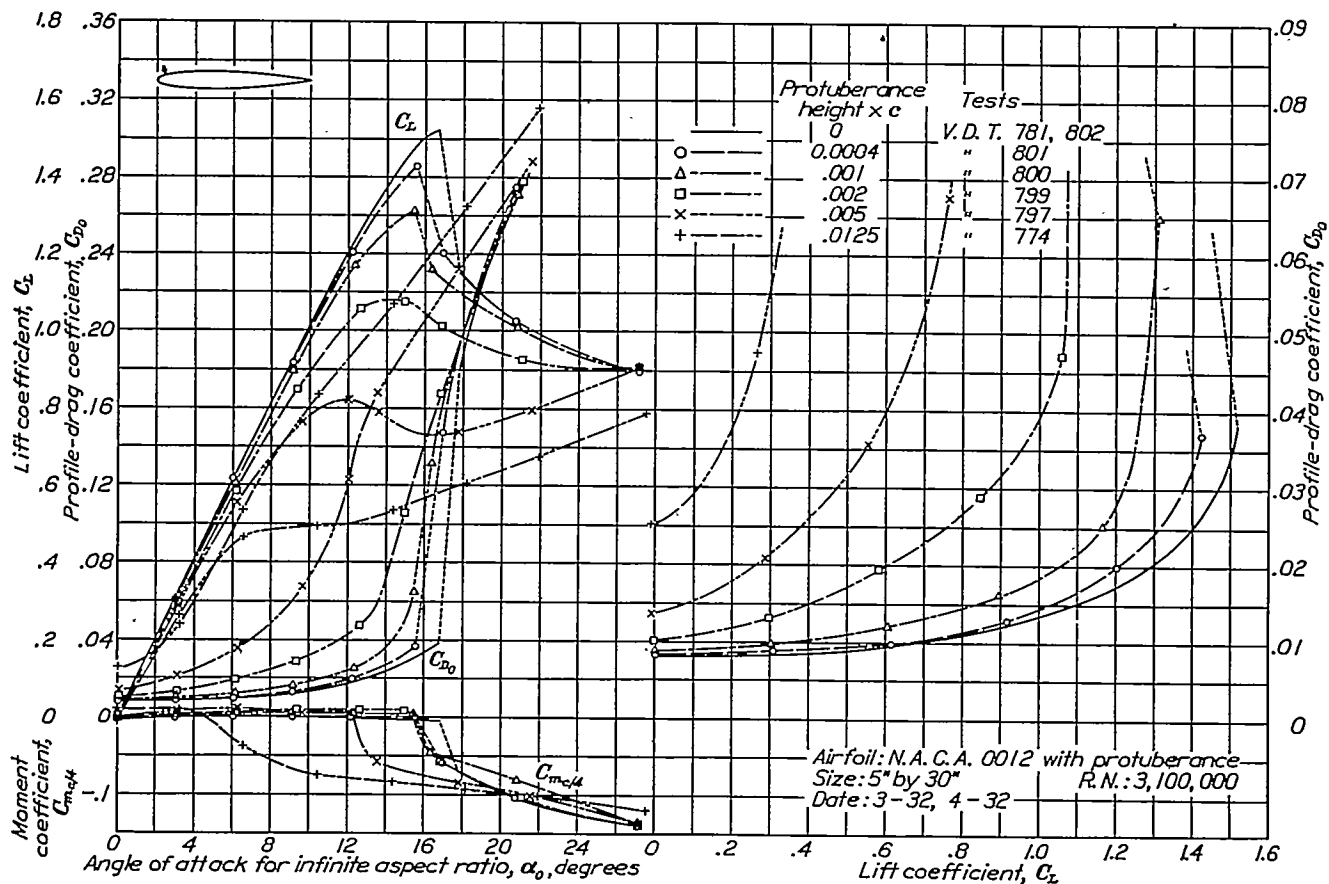 1.8 .36
1.6 .32
1.4 .28
1.2 .24
1.0 .20
.8 .16
.6 .12
.4 .08
.2 .04
0 0
-.1
Lift coefficient, C_L
Profile-drag coefficient, C_D0
Moment coefficient, C_mc/4
C_L
C_D0
C_mc/4
0 4 8 12 16 20 24
Angle of attack for infinite aspect ratio, α₀, degrees
Protuberance height x c Tests
0 V.D.T. 781, 802
0.0004 " 801
.001 " 800
.002 " 799
.005 " 797
.0125 " 774
.09
.08
.07
.06
.05
.04
.03
.02
.01
0
Profile-drag coefficient, C_D0
Airfoil: N.A.C.A. 0012 with protuberance
Size: 5" by 30" R.N.: 3,100,000
Date: 3-32, 4-32
0 .2 .4 .6 .8 1.0 1.2 1.4 1.6
Lift coefficient, C_L